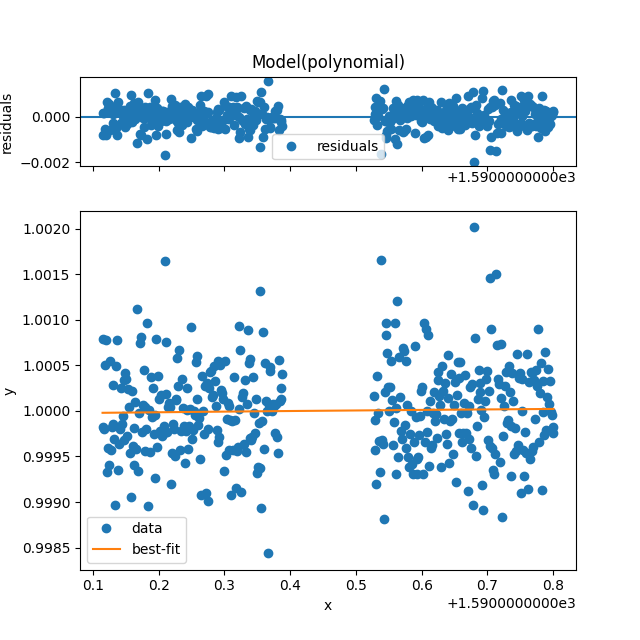 Model(polynomial)
residuals
0.000
−0.002
residuals
+1.5900000000e3
y
1.0020
1.0015
1.0010
1.0005
1.0000
0.9995
0.9990
0.9985
data
best-fit
0.1 0.2 0.3 0.4 0.5 0.6 0.7 0.8
x
+1.5900000000e3